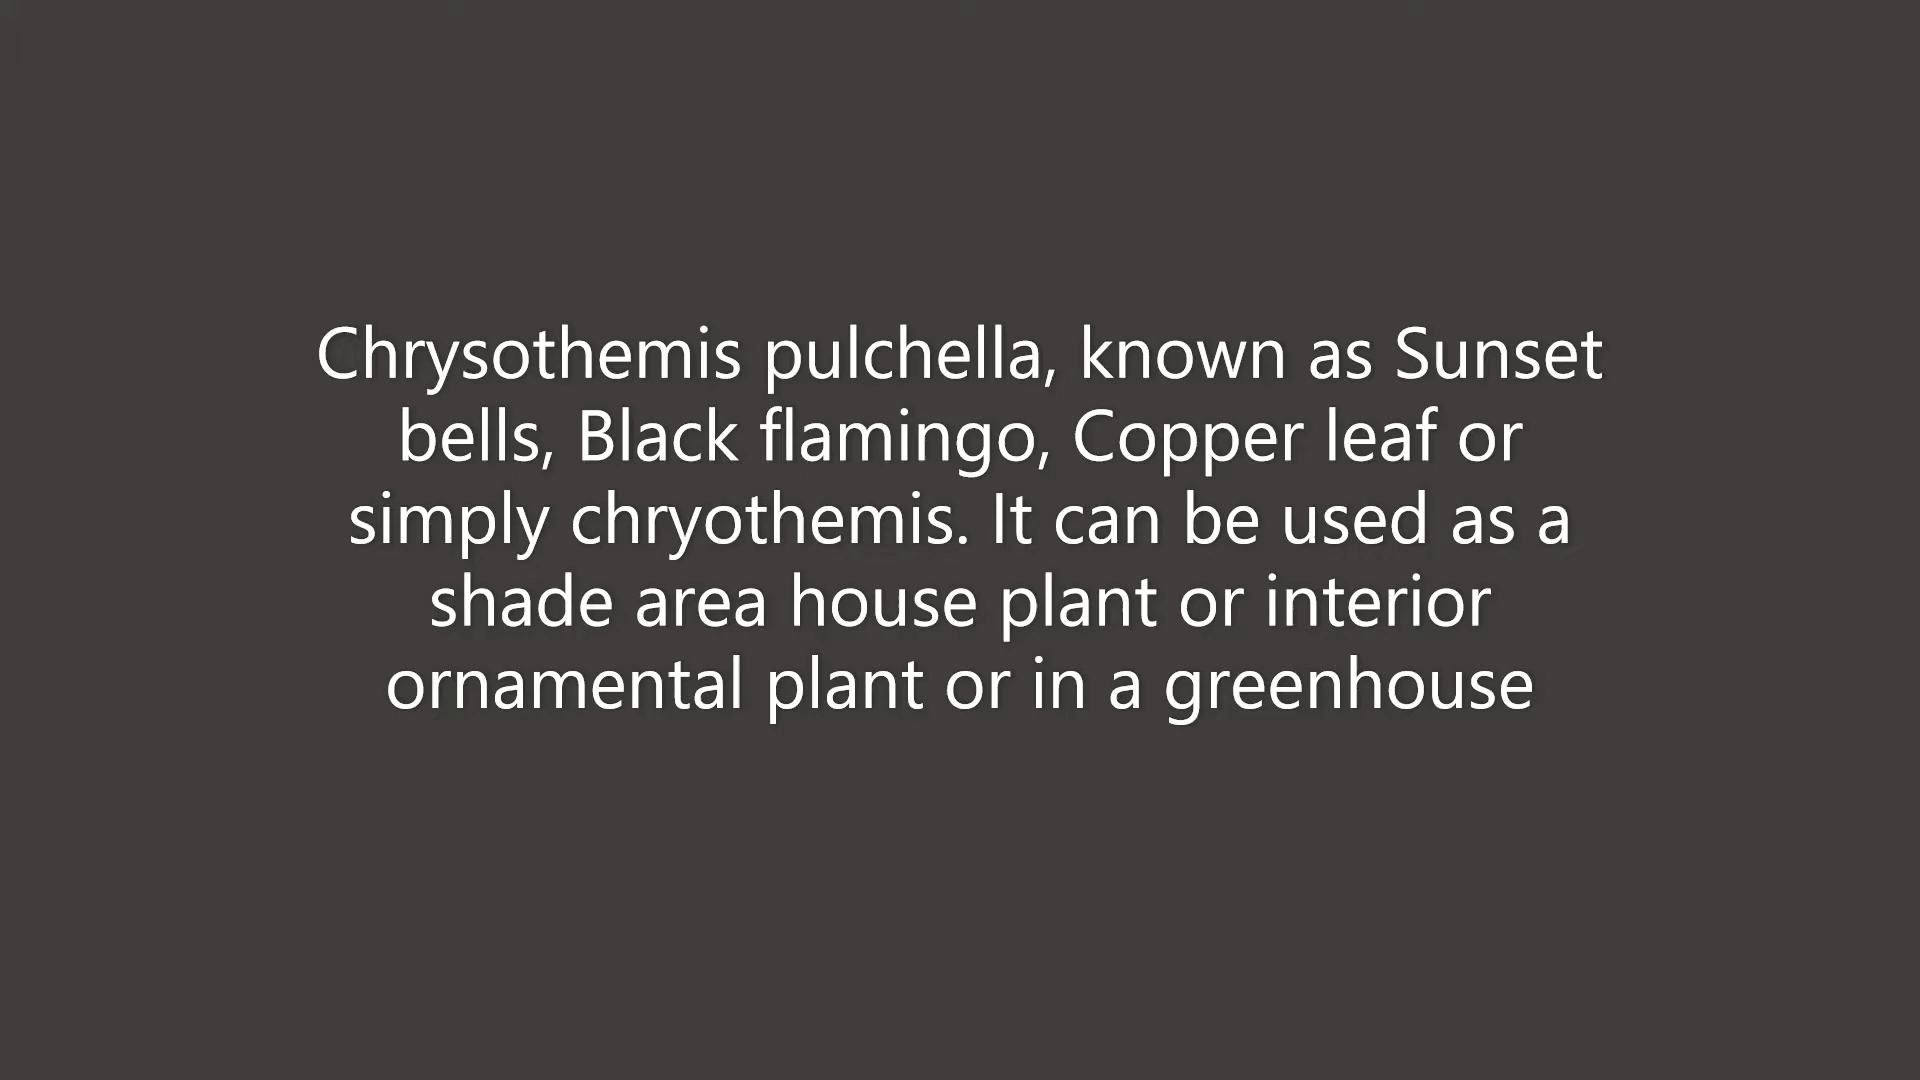 Chrysothemis pulchella, known as Sunset
bells, Black flamingo, Copper leaf or
simply chryothemis. It can be used as a
shade area house plant or interior
ornamental plant or in a greenhouse